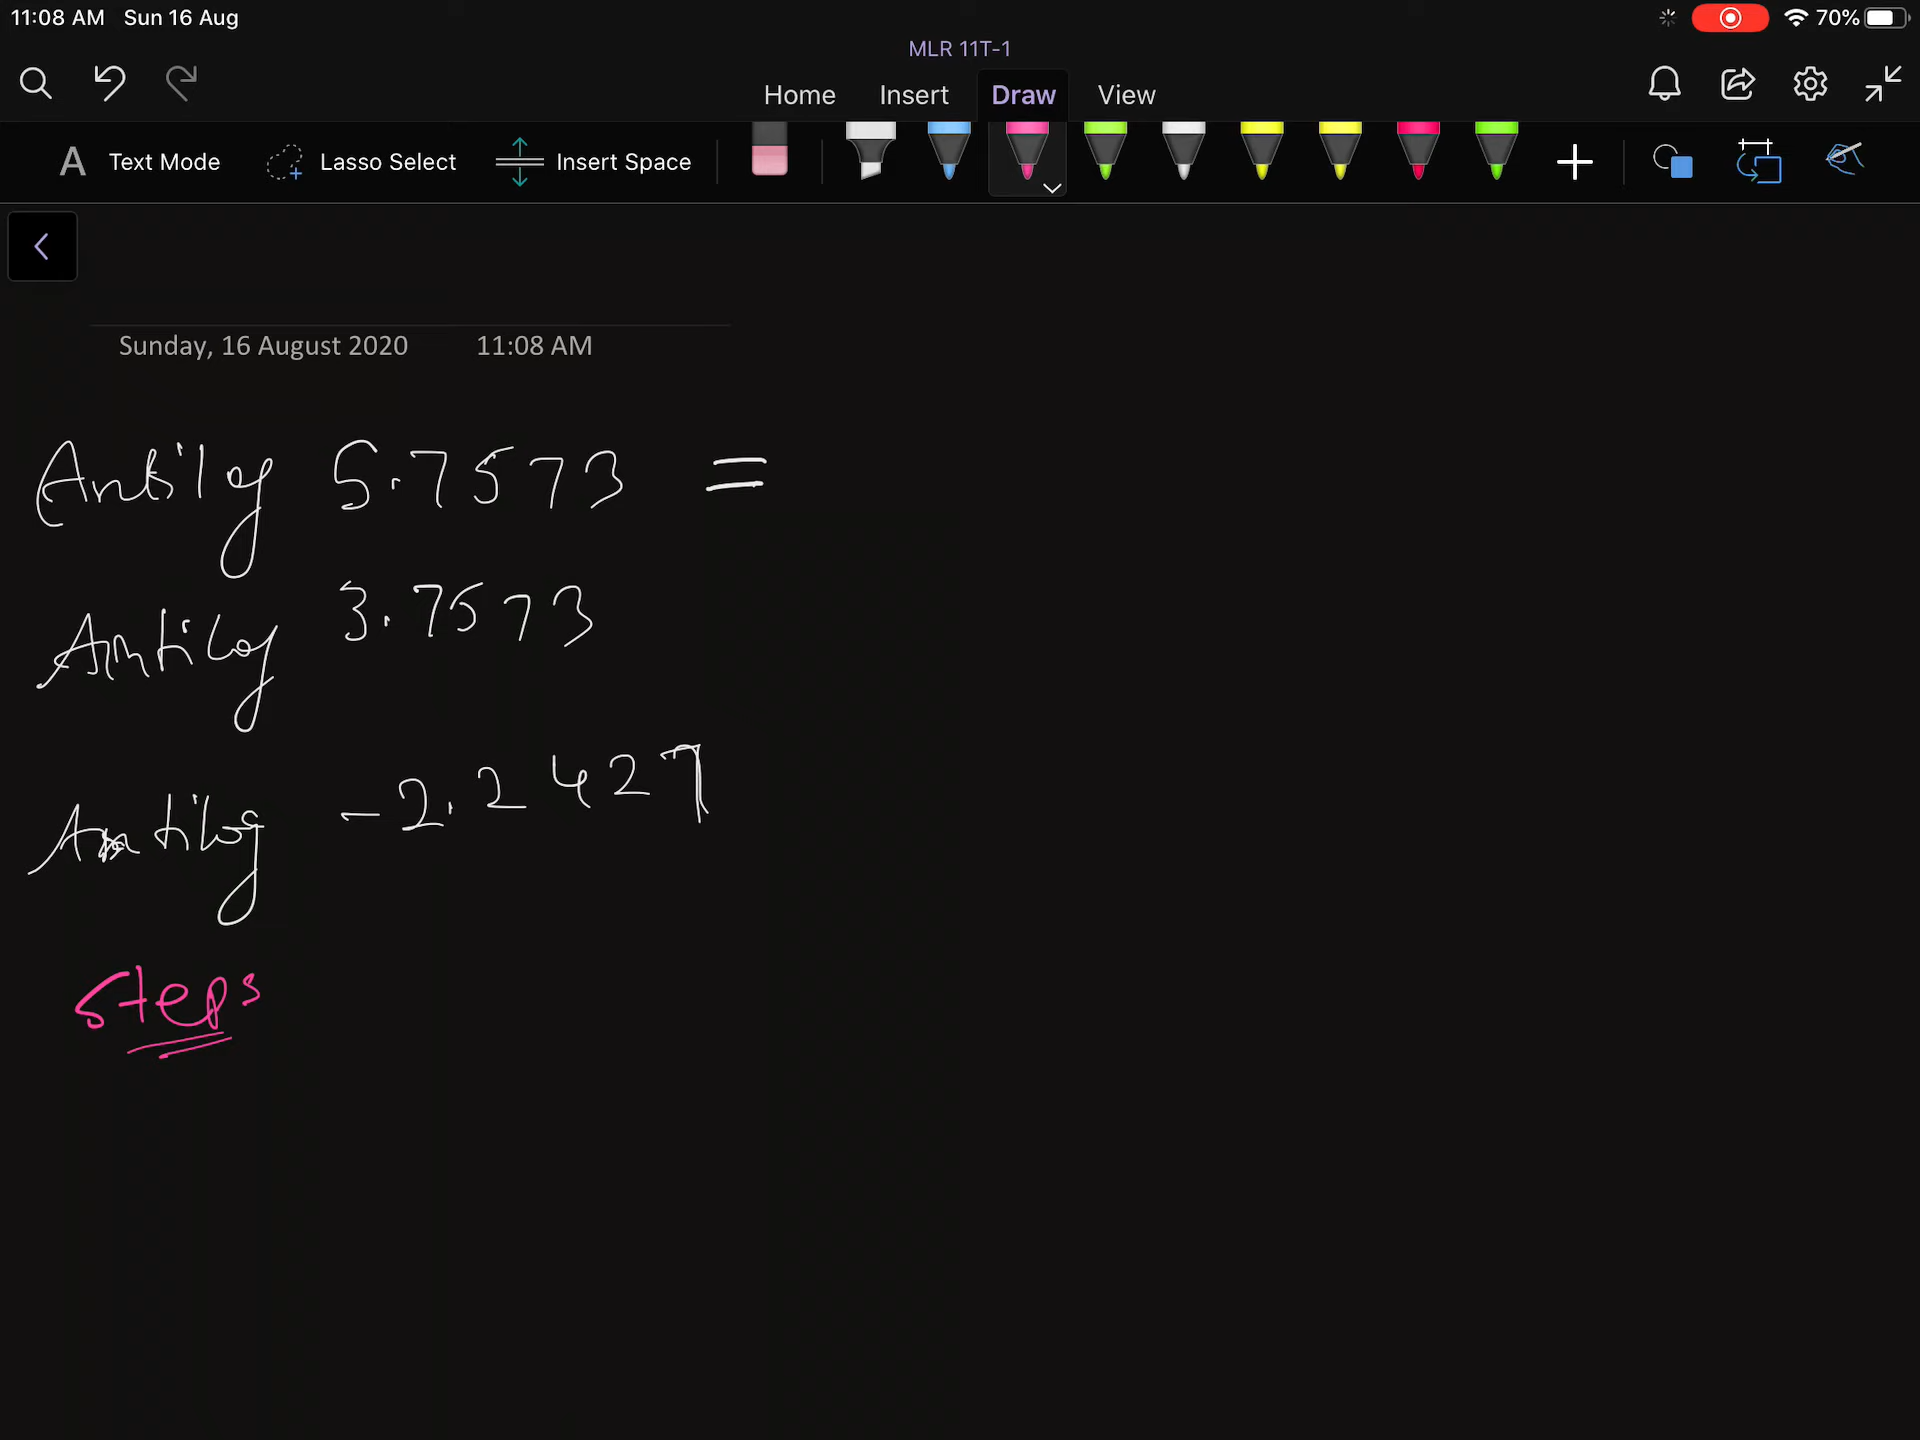 11:08 AM Sun 16 Aug 70%
MLR 11T-1
Home Insert Draw View
A Text Mode Lasso Select Insert Space
Sunday, 16 August 2020 11:08 AM
Antilog 5.7573 =
Antilog 3.7573
Antilog -2.2427
Steps